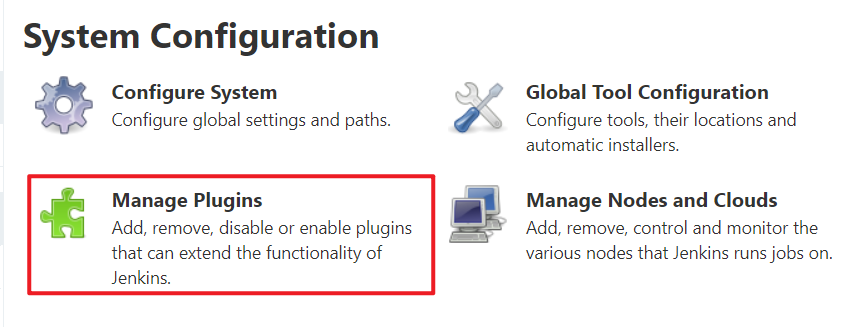 System Configuration
Configure System
Configure global settings and paths.
Global Tool Configuration
Configure tools, their locations and
automatic installers.
Manage Plugins
Add, remove, disable or enable plugins
that can extend the functionality of
Jenkins.
Manage Nodes and Clouds
Add, remove, control and monitor the
various nodes that Jenkins runs jobs on.